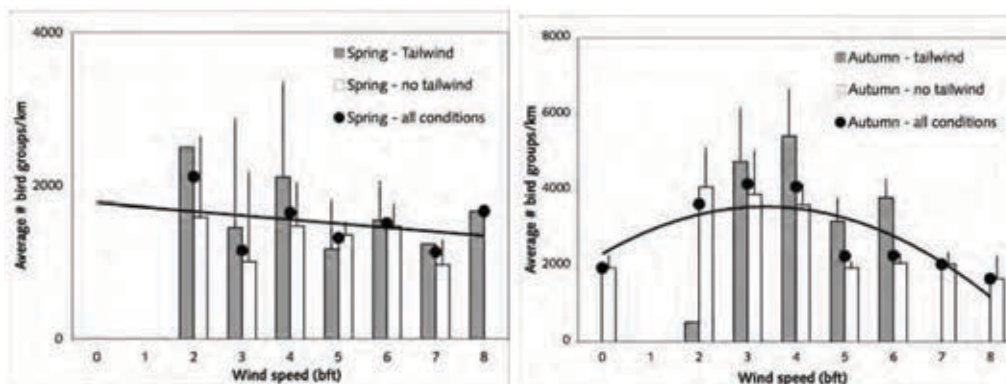 4000
2000
0
Average # bird groups/km
Spring - Tailwind
Spring - no tailwind
Spring - all conditions
0 1 2 3 4 5 6 7 8
Wind speed (bft)
8000
6000
4000
2000
0
Average # bird groups/km
Autumn - tailwind
Autumn - no tailwind
Autumn - all conditions
0 1 2 3 4 5 6 7 8
Wind speed (bft)